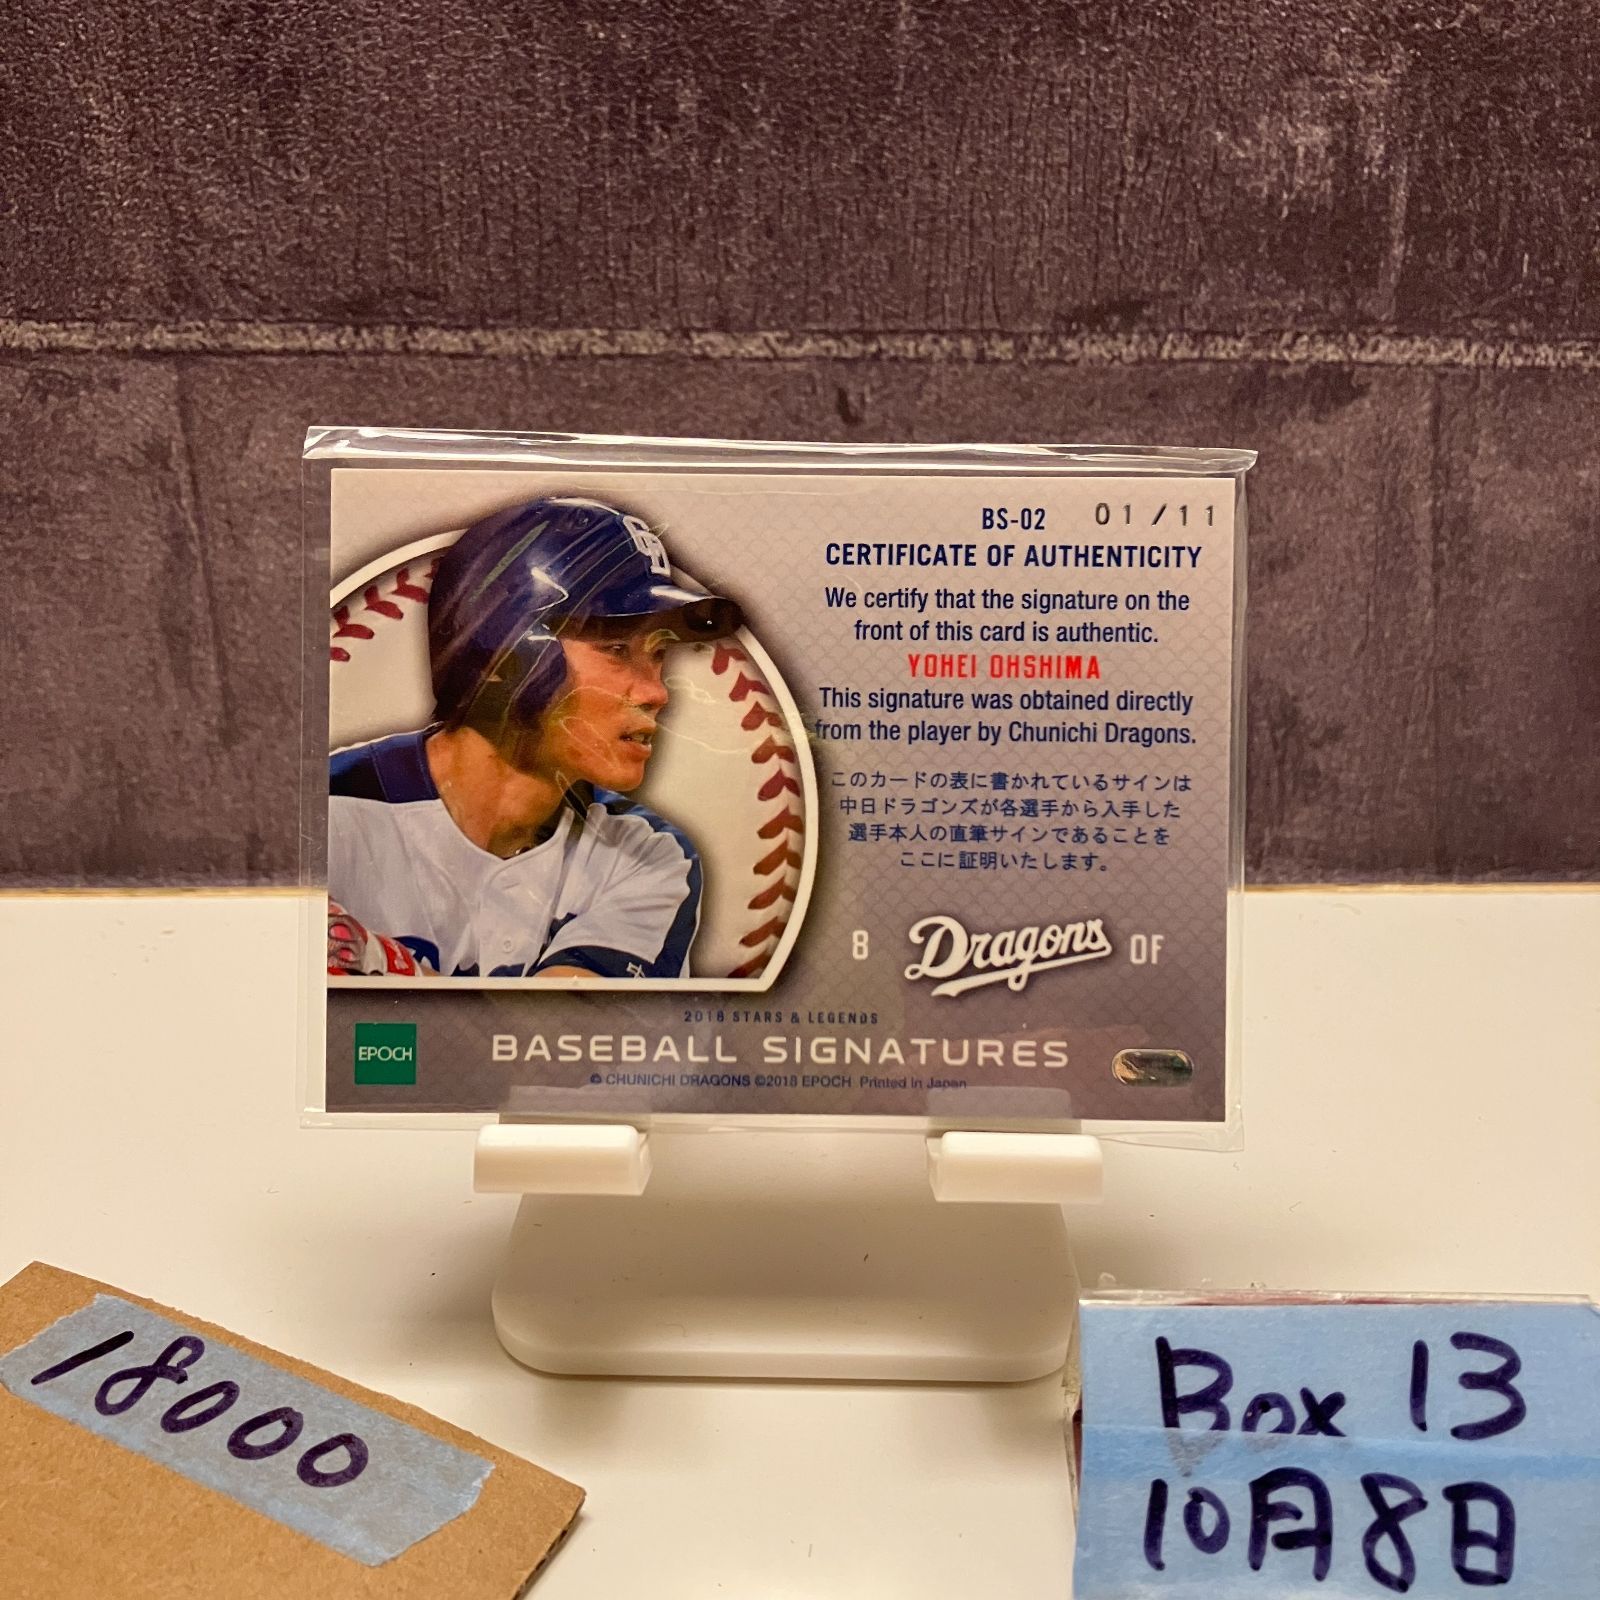 BS-02 01/11
CERTIFICATE OF AUTHENTICITY
We certify that the signature on the
front of this card is authentic.
YOHEI OHSHIMA
This signature was obtained directly
from the player by Chunichi Dragons.
このカードの表に書かれているサインは
中日ドラゴンズが各選手から入手した
選手本人の直筆サインであることを
ここに証明いたします。
8 Dragons OF
2018 STARS & LEGENDS
EPOCH BASEBALL SIGNATURES
© CHUNICHI DRAGONS ©2018 EPOCH Printed in Japan
18000
Box 13
10月8日